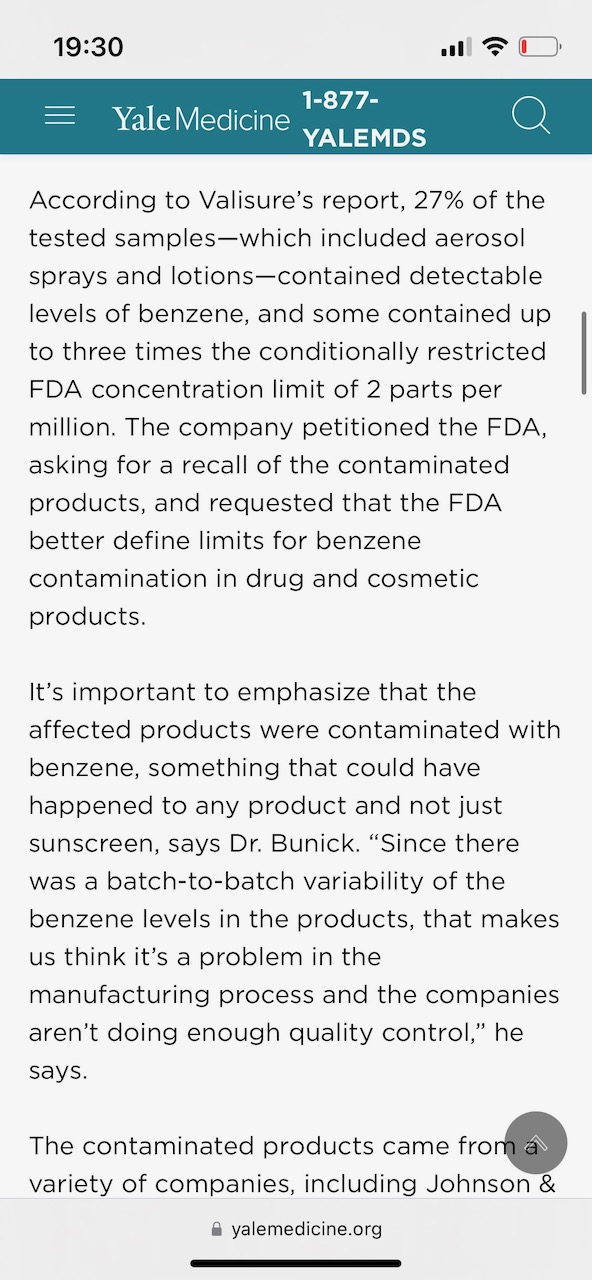 19:30
Yale Medicine
1-877-
YALEMDS
According to Valisure’s report, 27% of the
tested samples—which included aerosol
sprays and lotions—contained detectable
levels of benzene, and some contained up
to three times the conditionally restricted
FDA concentration limit of 2 parts per
million. The company petitioned the FDA,
asking for a recall of the contaminated
products, and requested that the FDA
better define limits for benzene
contamination in drug and cosmetic
products.
It’s important to emphasize that the
affected products were contaminated with
benzene, something that could have
happened to any product and not just
sunscreen, says Dr. Bunick. “Since there
was a batch-to-batch variability of the
benzene levels in the products, that makes
us think it’s a problem in the
manufacturing process and the companies
aren’t doing enough quality control,” he
says.
The contaminated products came from a
variety of companies, including Johnson &
yalemedicine.org